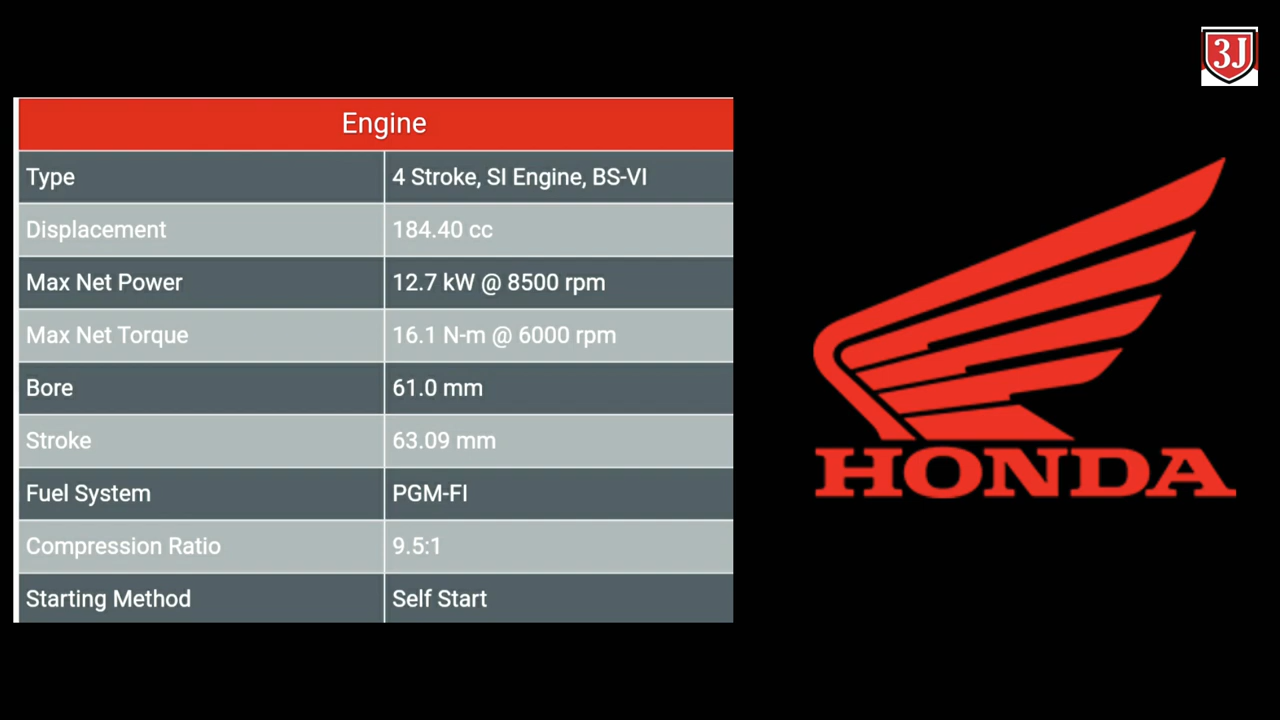 3J
Engine
Type 4 Stroke, SI Engine, BS-VI
Displacement 184.40 cc
Max Net Power 12.7 kW @ 8500 rpm
Max Net Torque 16.1 N-m @ 6000 rpm
Bore 61.0 mm
Stroke 63.09 mm
Fuel System PGM-FI
Compression Ratio 9.5:1
Starting Method Self Start
HONDA